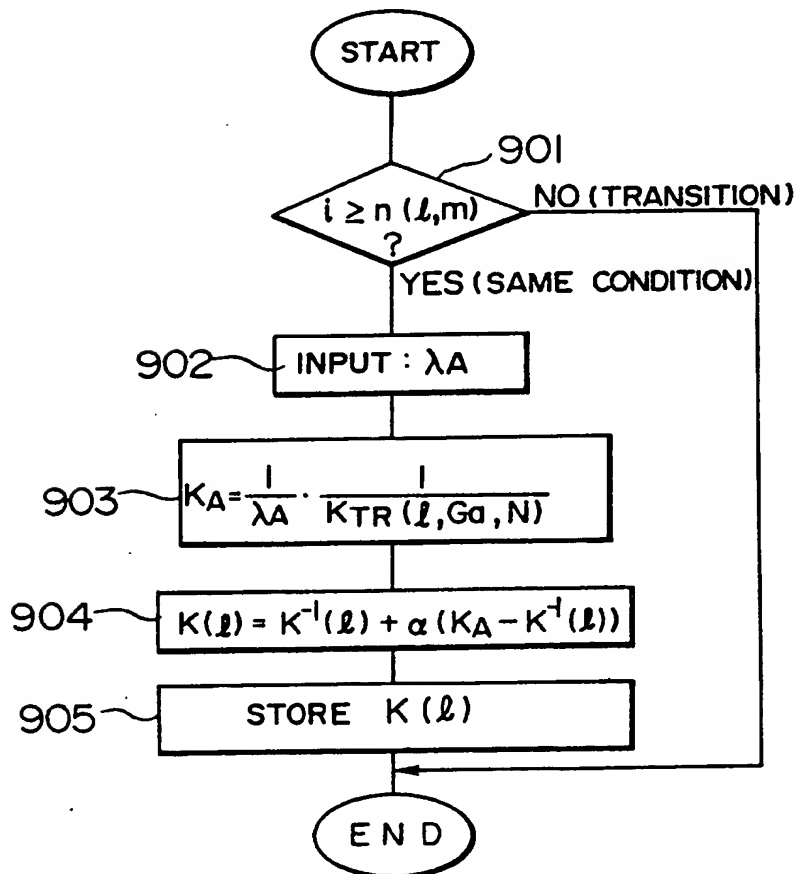 START
901
i ≥ n (ℓ,m)
?
NO (TRANSITION)
YES (SAME CONDITION)
902
INPUT : λA
903
KA = 1/λA · 1/KTR (ℓ, Ga, N)
904
K(ℓ) = K⁻¹(ℓ) + α (KA − K⁻¹(ℓ))
905
STORE K(ℓ)
END